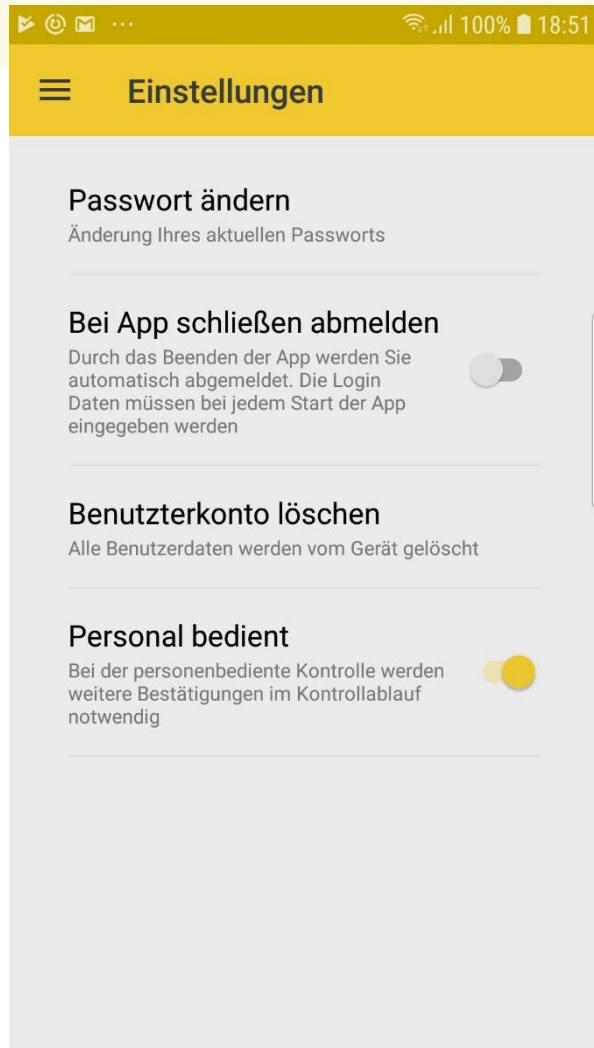 100% 18:51
Einstellungen
Passwort ändern
Änderung Ihres aktuellen Passworts
Bei App schließen abmelden
Durch das Beenden der App werden Sie
automatisch abgemeldet. Die Login
Daten müssen bei jedem Start der App
eingegeben werden
Benutzterkonto löschen
Alle Benutzerdaten werden vom Gerät gelöscht
Personal bedient
Bei der personenbediente Kontrolle werden
weitere Bestätigungen im Kontrollablauf
notwendig